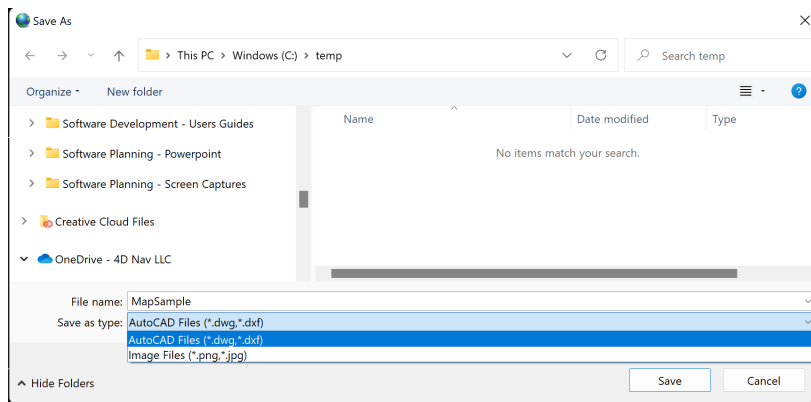 Save As
This PC > Windows (C:) > temp
Search temp
Organize
New folder
Software Development - Users Guides
Software Planning - Powerpoint
Software Planning - Screen Captures
Creative Cloud Files
OneDrive - 4D Nav LLC
Name Date modified Type
No items match your search.
File name: MapSample
Save as type: AutoCAD Files (*.dwg,*.dxf)
AutoCAD Files (*.dwg,*.dxf)
Image Files (*.png,*.jpg)
Hide Folders
Save
Cancel